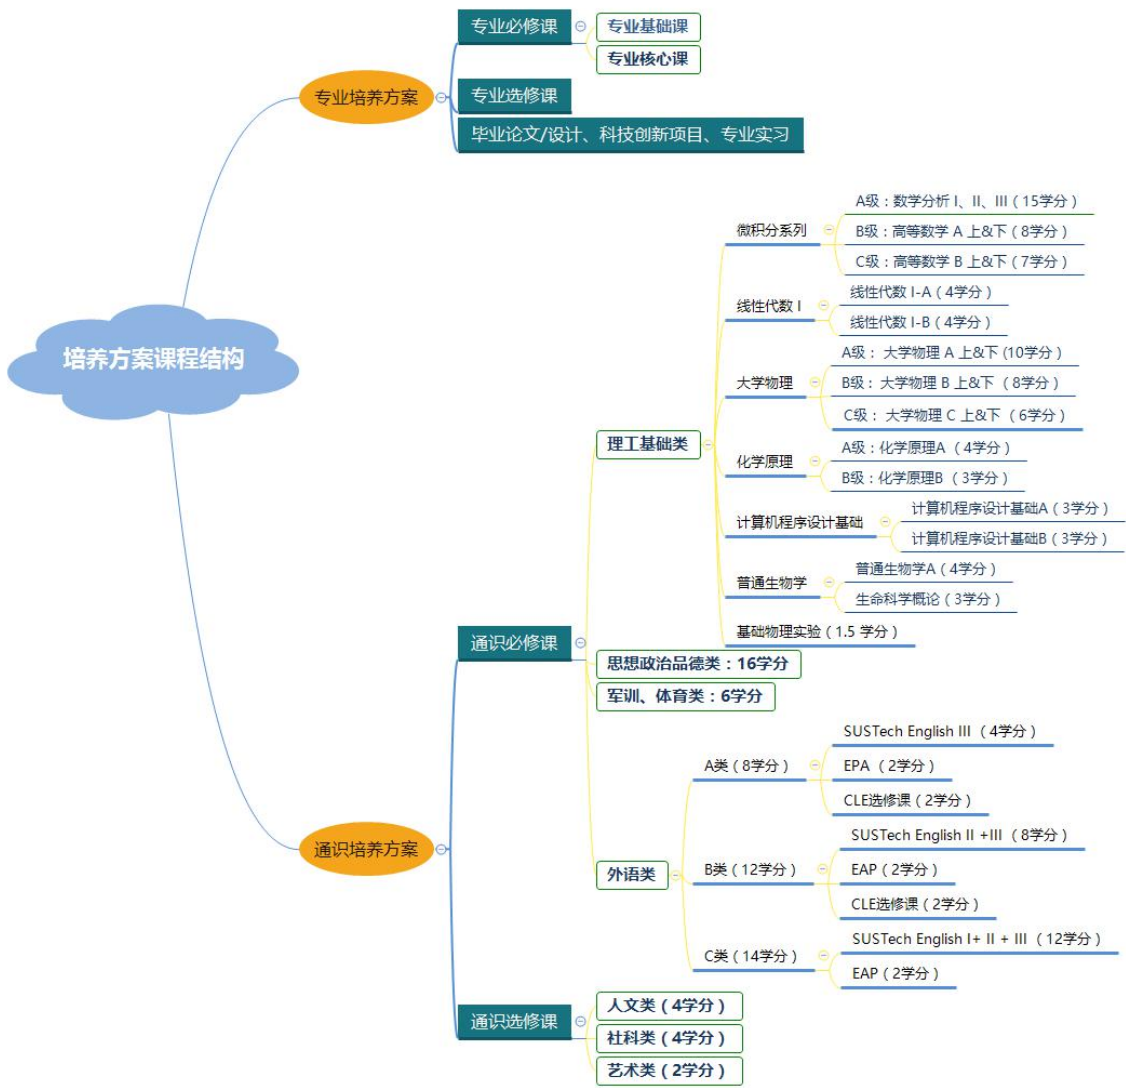 培养方案课程结构
专业培养方案
专业必修课
专业基础课
专业核心课
专业选修课
毕业论文/设计、科技创新项目、专业实习
通识培养方案
通识必修课
理工基础类
微积分系列
A级：数学分析 I、II、III（15学分）
B级：高等数学 A 上&下（8学分）
C级：高等数学 B 上&下（7学分）
线性代数 I
线性代数 I-A（4学分）
线性代数 I-B（4学分）
大学物理
A级： 大学物理 A 上&下 (10学分）
B级： 大学物理 B 上&下 （8学分）
C级： 大学物理 C 上&下 （6学分）
化学原理
A级：化学原理A （4学分）
B级：化学原理B （3学分）
计算机程序设计基础
计算机程序设计基础A（3学分）
计算机程序设计基础B（3学分）
普通生物学
普通生物学A（4学分）
生命科学概论（3学分）
基础物理实验（1.5 学分）
思想政治品德类：16学分
军训、体育类：6学分
外语类
A类（8学分）
SUSTech English III （4学分）
EPA （2学分）
CLE选修课（2学分）
B类（12学分）
SUSTech English II +III （8学分）
EAP（2学分）
CLE选修课（2学分）
C类（14学分）
SUSTech English I+ II + III （12学分）
EAP（2学分）
通识选修课
人文类（4学分）
社科类（4学分）
艺术类（2学分）